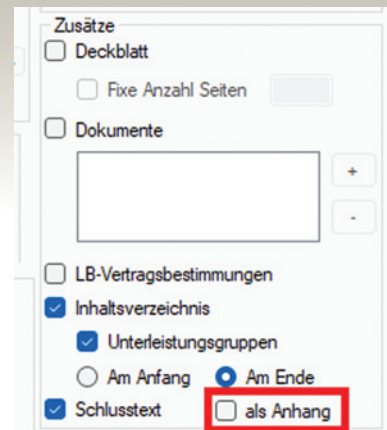 Zusätze
Deckblatt
Fixe Anzahl Seiten
Dokumente
+
-
LB-Vertragsbestimmungen
Inhaltsverzeichnis
Unterleistungsgruppen
Am Anfang Am Ende
Schlusstext als Anhang